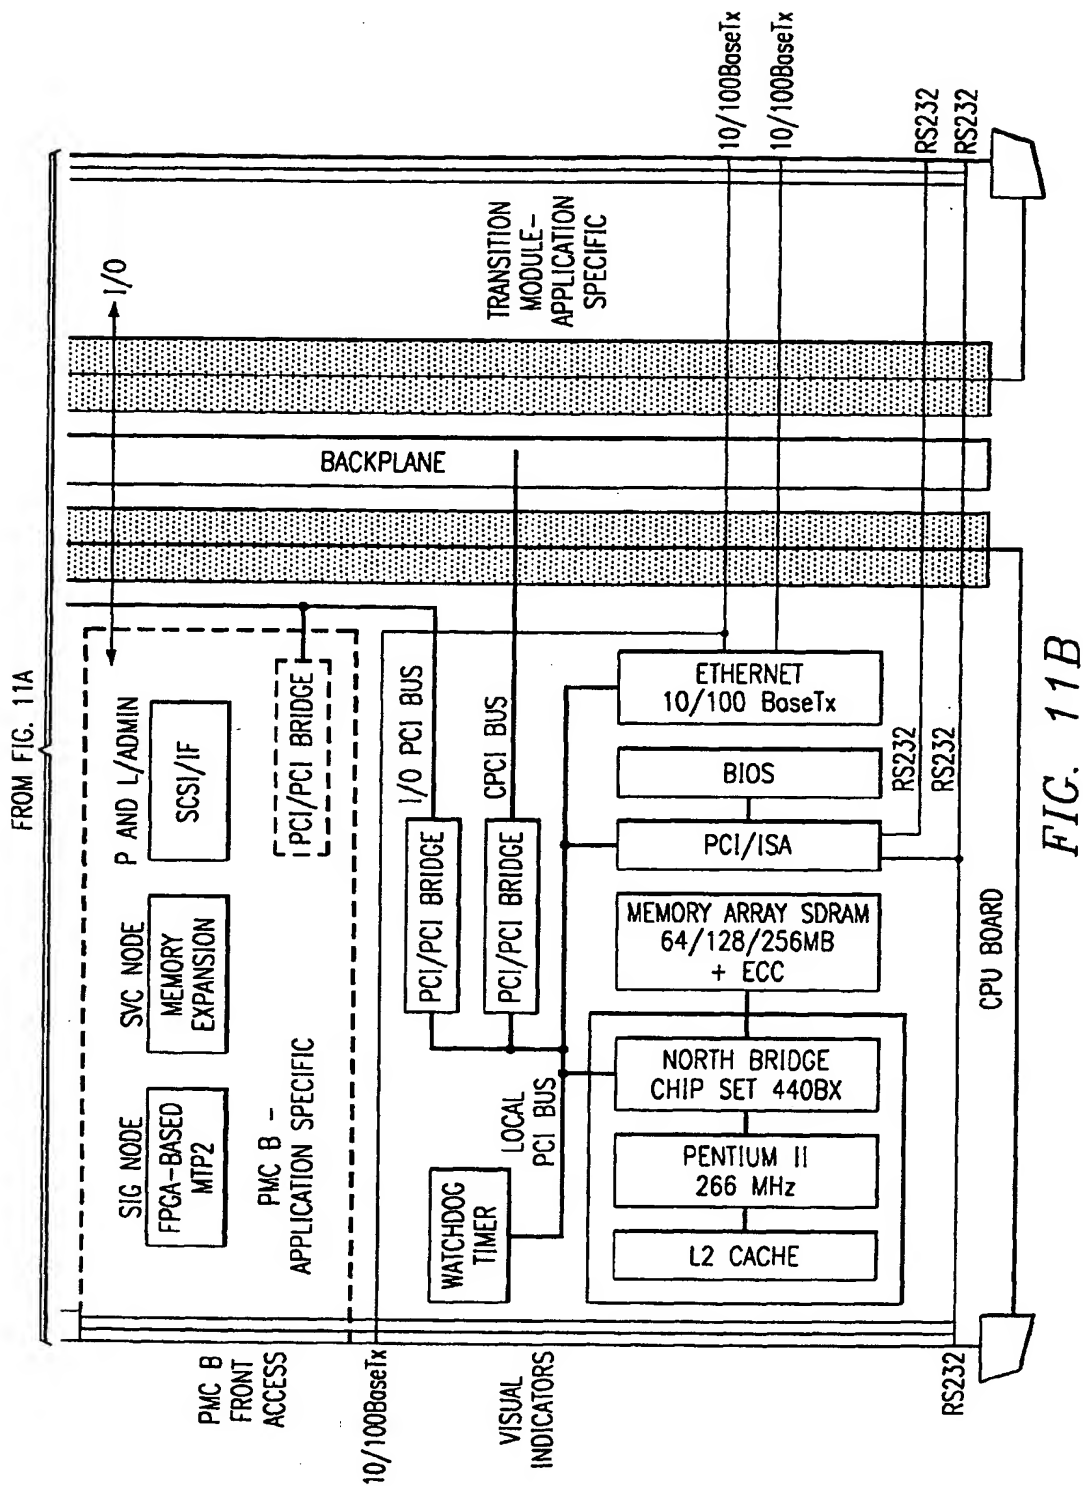 FROM FIG. 11A
PMC B
FRONT
ACCESS
10/100BaseTx
VISUAL
INDICATORS
RS232
SIG NODE
FPGA-BASED
MTP2
SVC NODE
MEMORY
EXPANSION
P AND L/ADMIN
SCSI/IF
PMC B -
APPLICATION SPECIFIC
PCI/PCI BRIDGE
I/O
WATCHDOG
TIMER
LOCAL
PCI BUS
PCI/PCI BRIDGE
I/O PCI BUS
PCI/PCI BRIDGE
CPCI BUS
BACKPLANE
TRANSITION
MODULE-
APPLICATION
SPECIFIC
L2 CACHE
PENTIUM II
266 MHz
NORTH BRIDGE
CHIP SET 440BX
MEMORY ARRAY SDRAM
64/128/256MB
+ ECC
PCI/ISA
BIOS
ETHERNET
10/100 BaseTx
RS232
RS232
10/100BaseTx
10/100BaseTx
RS232
RS232
CPU BOARD
FIG. 11B